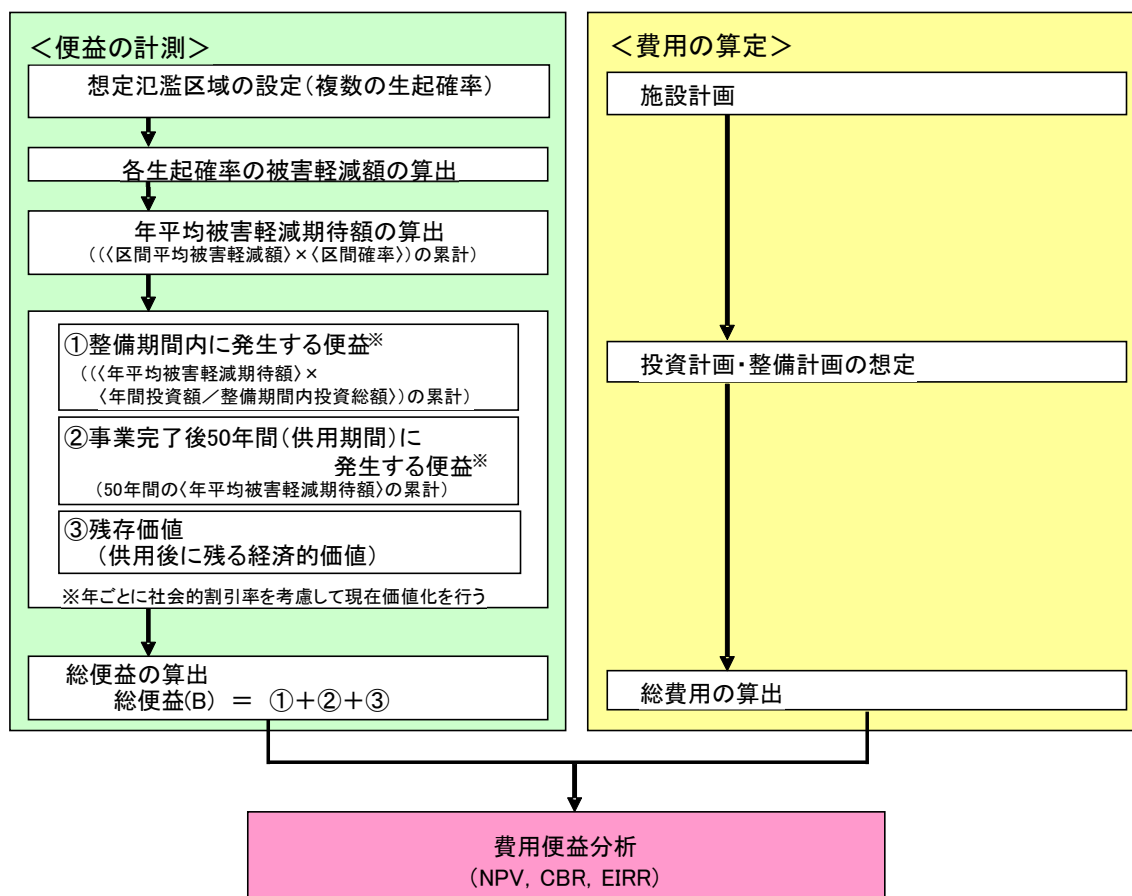 <便益の計測>
想定氾濫区域の設定(複数の生起確率)
各生起確率の被害軽減額の算出
年平均被害軽減期待額の算出
((〈区間平均被害軽減額〉×〈区間確率〉)の累計)
①整備期間内に発生する便益※
((〈年平均被害軽減期待額〉×
〈年間投資額/整備期間内投資総額〉)の累計)
②事業完了後50年間(供用期間)に
発生する便益※
(50年間の〈年平均被害軽減期待額〉の累計)
③残存価値
(供用後に残る経済的価値)
※年ごとに社会的割引率を考慮して現在価値化を行う
総便益の算出
総便益(B) = ①+②+③
<費用の算定>
施設計画
投資計画・整備計画の想定
総費用の算出
費用便益分析
(NPV, CBR, EIRR)